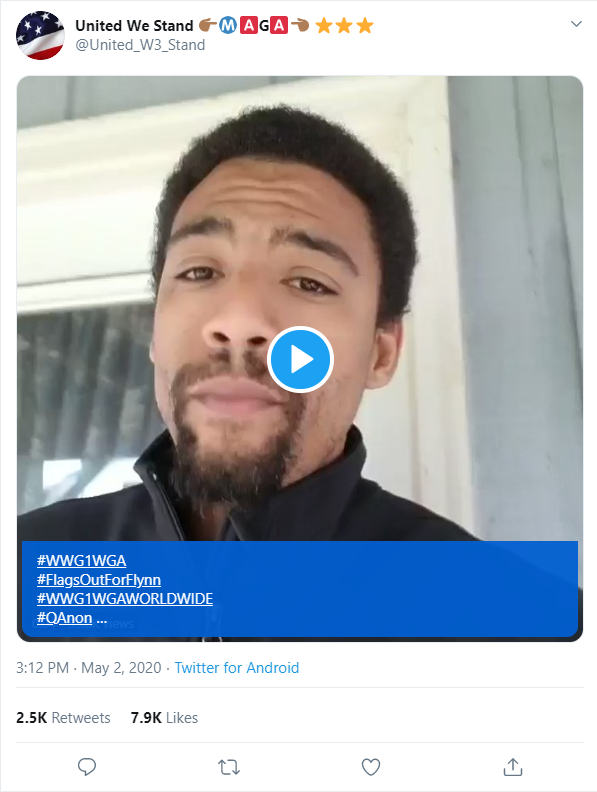 United We Stand 👉🏽Ⓜ️🅰️G🅰️👈🏽 ⭐⭐⭐
@United_W3_Stand
#WWG1WGA
#FlagsOutForFlynn
#WWG1WGAWORLDWIDE
#QAnon ...
3:12 PM · May 2, 2020 · Twitter for Android
2.5K Retweets 7.9K Likes